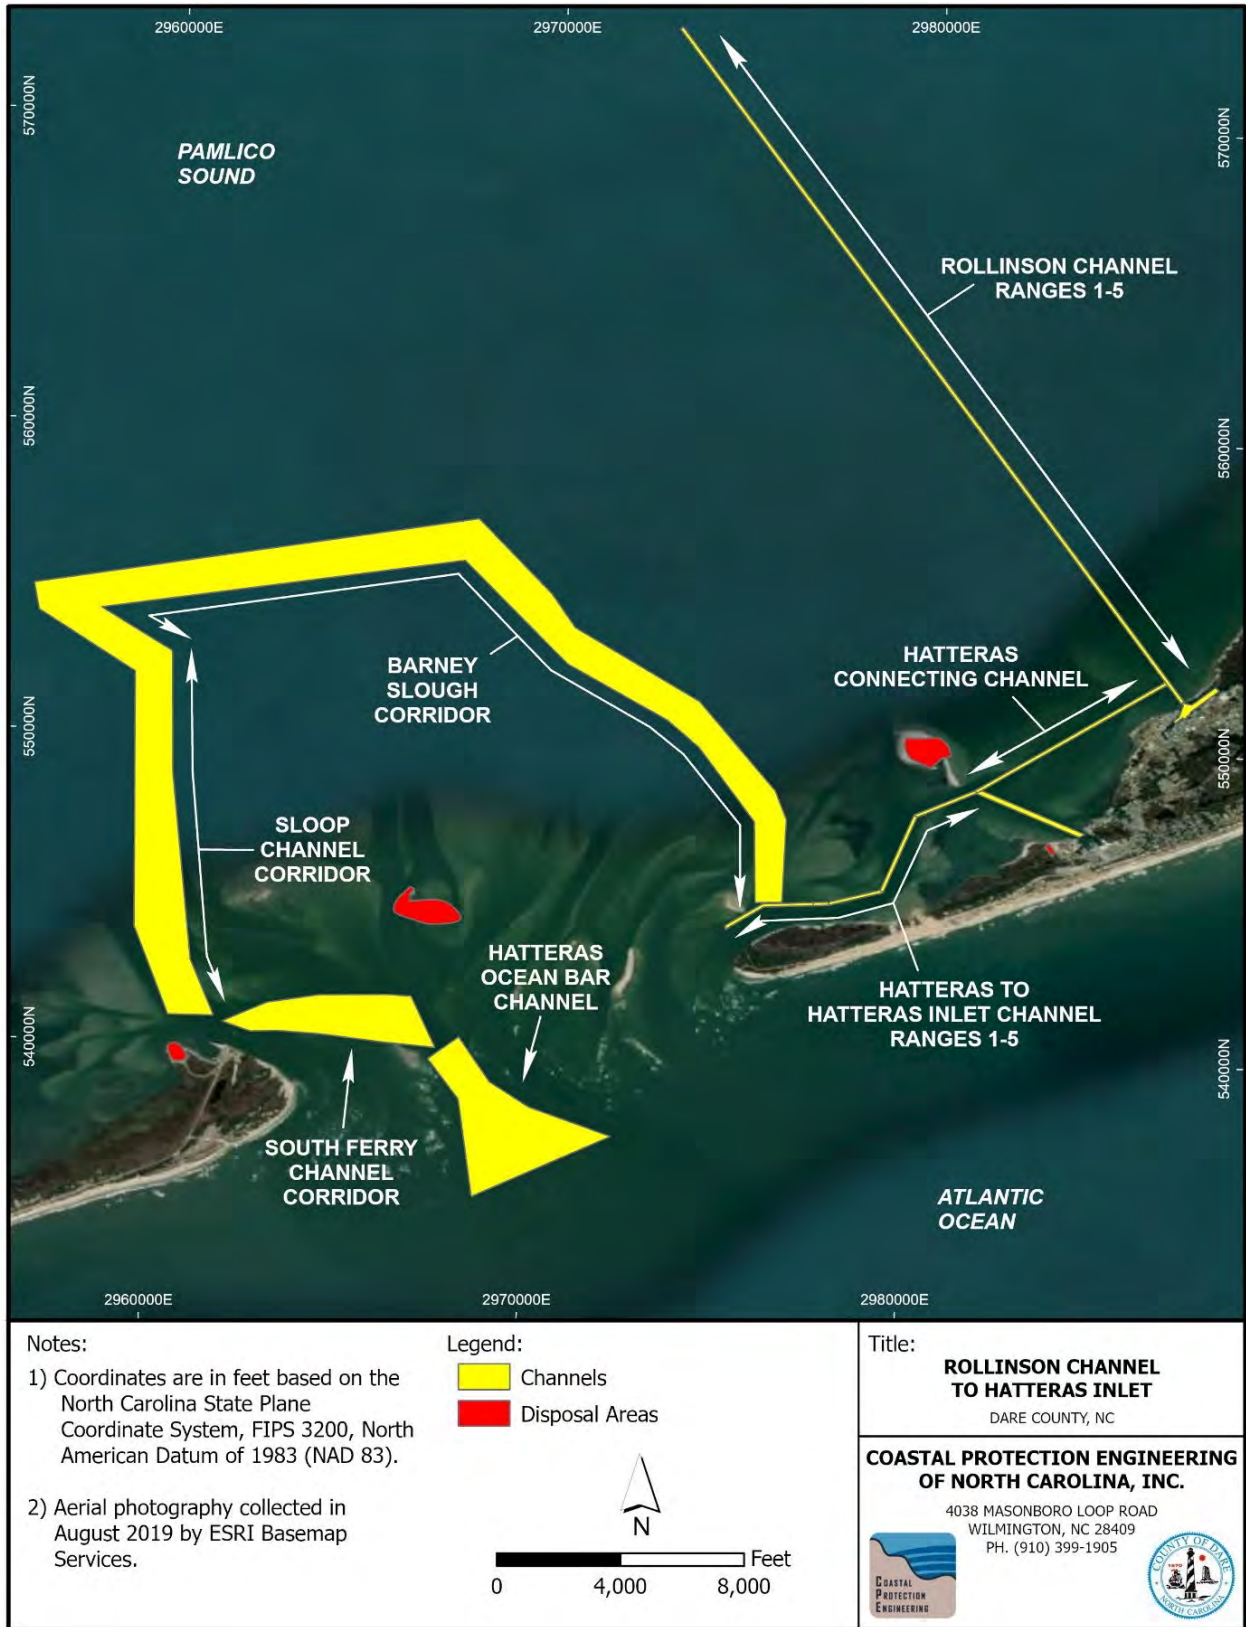 2960000E
2970000E
2980000E
570000N
570000N
PAMLICO
SOUND
ROLLINSON CHANNEL
RANGES 1-5
560000N
560000N
HATTERAS
CONNECTING CHANNEL
BARNEY
SLOUGH
CORRIDOR
550000N
550000N
SLOOP
CHANNEL
CORRIDOR
HATTERAS
OCEAN BAR
CHANNEL
HATTERAS TO
HATTERAS INLET CHANNEL
RANGES 1-5
540000N
540000N
SOUTH FERRY
CHANNEL
CORRIDOR
ATLANTIC
OCEAN
2960000E
2970000E
2980000E
Notes:
1) Coordinates are in feet based on the
North Carolina State Plane
Coordinate System, FIPS 3200, North
American Datum of 1983 (NAD 83).
2) Aerial photography collected in
August 2019 by ESRI Basemap
Services.
Legend:
Channels
Disposal Areas
N
Feet
0 4,000 8,000
Title:
ROLLINSON CHANNEL
TO HATTERAS INLET
DARE COUNTY, NC
COASTAL PROTECTION ENGINEERING
OF NORTH CAROLINA, INC.
4038 MASONBORO LOOP ROAD
WILMINGTON, NC 28409
PH. (910) 399-1905
COASTAL
PROTECTION
ENGINEERING
COUNTY OF DARE
NORTH CAROLINA